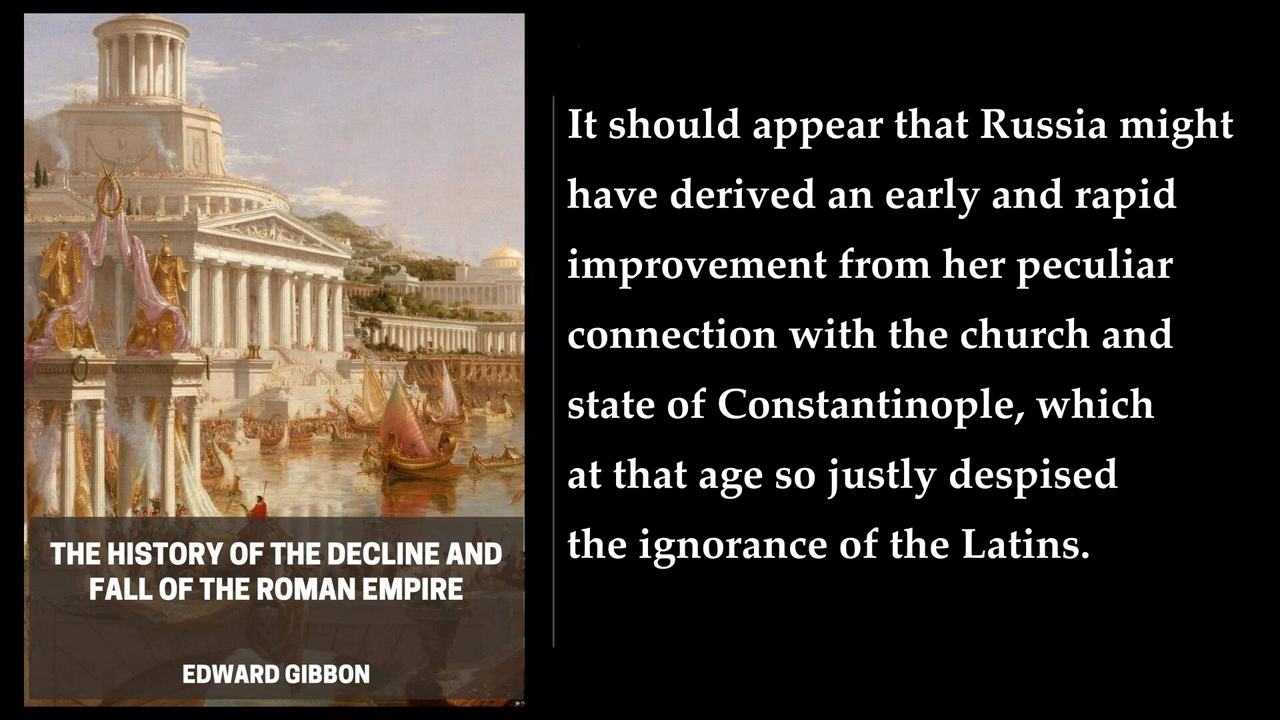 THE HISTORY OF THE DECLINE AND
FALL OF THE ROMAN EMPIRE
EDWARD GIBBON
It should appear that Russia might
have derived an early and rapid
improvement from her peculiar
connection with the church and
state of Constantinople, which
at that age so justly despised
the ignorance of the Latins.